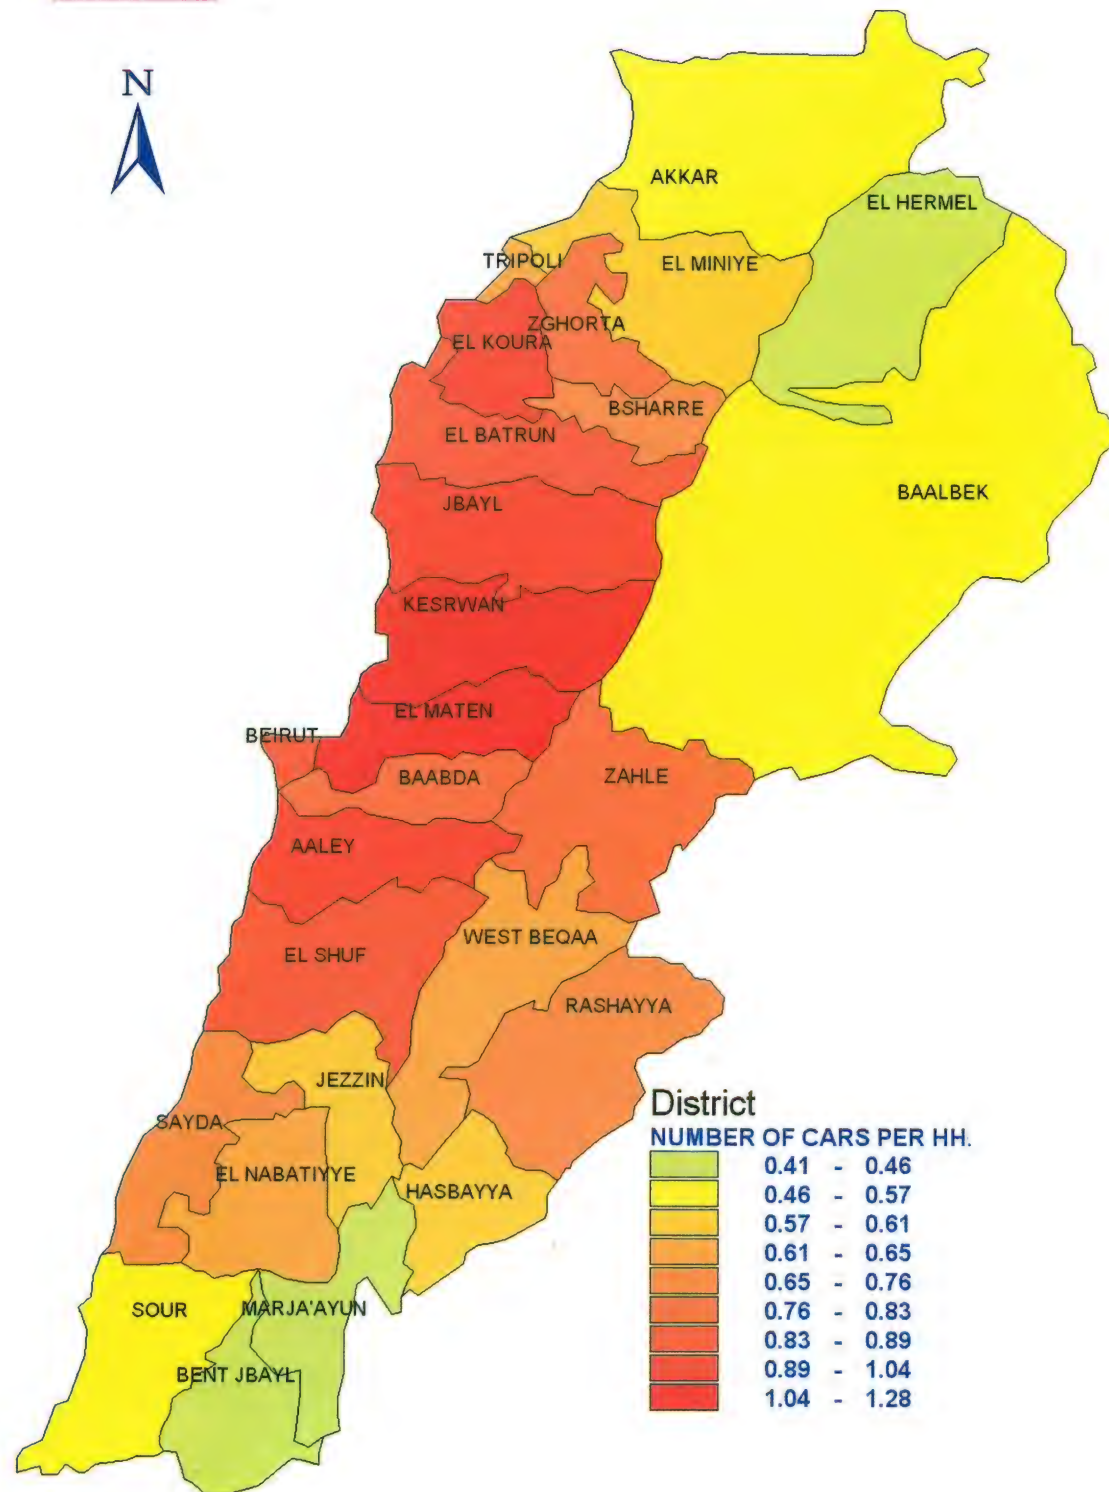 N
AKKAR
EL HERMEL
TRIPOLI
EL MINIYE
ZGHORTA
EL KOURA
BSHARRE
EL BATRUN
BAALBEK
JBAYL
KESRWAN
EL MATEN
BEIRUT
BAABDA
ZAHLE
AALEY
WEST BEQAA
EL SHUF
RASHAYYA
JEZZIN
SAYDA
EL NABATIYYE
HASBAYYA
SOUR
MARJA'AYUN
BENT JBAYL
District
NUMBER OF CARS PER HH.
0.41 - 0.46
0.46 - 0.57
0.57 - 0.61
0.61 - 0.65
0.65 - 0.76
0.76 - 0.83
0.83 - 0.89
0.89 - 1.04
1.04 - 1.28